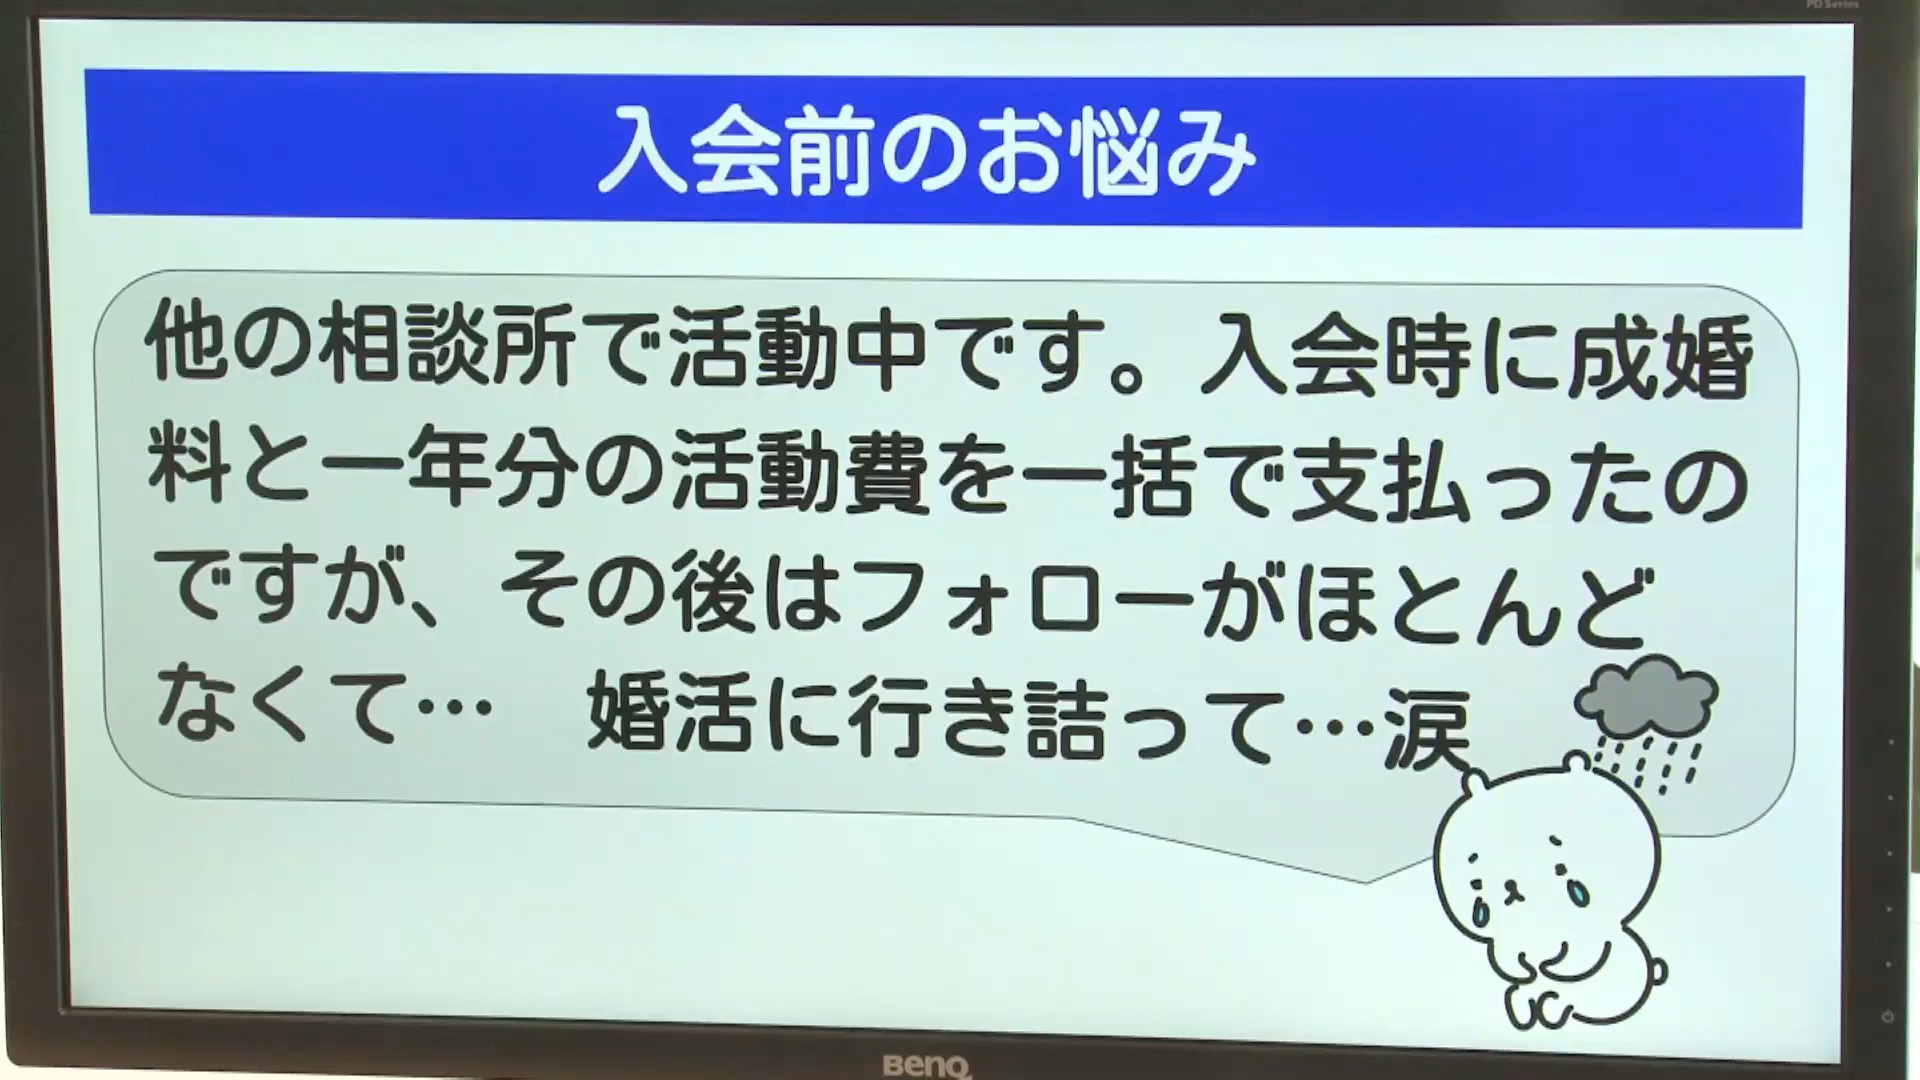 PD Series
入会前のお悩み
他の相談所で活動中です。入会時に成婚
料と一年分の活動費を一括で支払ったの
ですが、その後はフォローがほとんど
なくて… 婚活に行き詰って…涙
BenQ